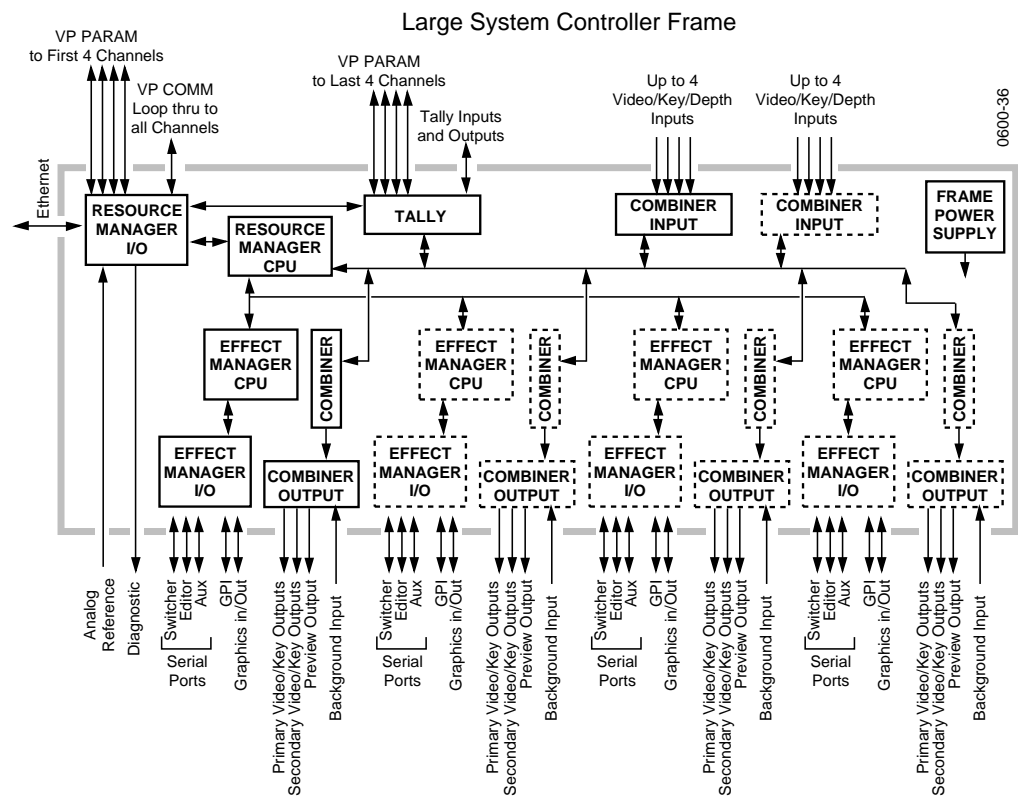 Large System Controller Frame
VP PARAM
to First 4 Channels
VP COMM
Loop thru to
all Channels
VP PARAM
to Last 4 Channels
Tally Inputs
and Outputs
Up to 4
Video/Key/Depth
Inputs
Up to 4
Video/Key/Depth
Inputs
0600-36
Ethernet
RESOURCE
MANAGER
I/O
RESOURCE
MANAGER
CPU
TALLY
COMBINER
INPUT
COMBINER
INPUT
FRAME
POWER
SUPPLY
EFFECT
MANAGER
CPU
COMBINER
EFFECT
MANAGER
CPU
COMBINER
EFFECT
MANAGER
CPU
COMBINER
EFFECT
MANAGER
CPU
COMBINER
EFFECT
MANAGER
I/O
COMBINER
OUTPUT
EFFECT
MANAGER
I/O
COMBINER
OUTPUT
EFFECT
MANAGER
I/O
COMBINER
OUTPUT
EFFECT
MANAGER
I/O
COMBINER
OUTPUT
Analog
Reference
Diagnostic
Switcher
Editor
Aux
Serial
Ports
GPI
Graphics in/Out
Primary Video/Key Outputs
Secondary Video/Key Outputs
Preview Output
Background Input
Switcher
Editor
Aux
Serial
Ports
GPI
Graphics in/Out
Primary Video/Key Outputs
Secondary Video/Key Outputs
Preview Output
Background Input
Switcher
Editor
Aux
Serial
Ports
GPI
Graphics in/Out
Primary Video/Key Outputs
Secondary Video/Key Outputs
Preview Output
Background Input
Switcher
Editor
Aux
Serial
Ports
GPI
Graphics in/Out
Primary Video/Key Outputs
Secondary Video/Key Outputs
Preview Output
Background Input